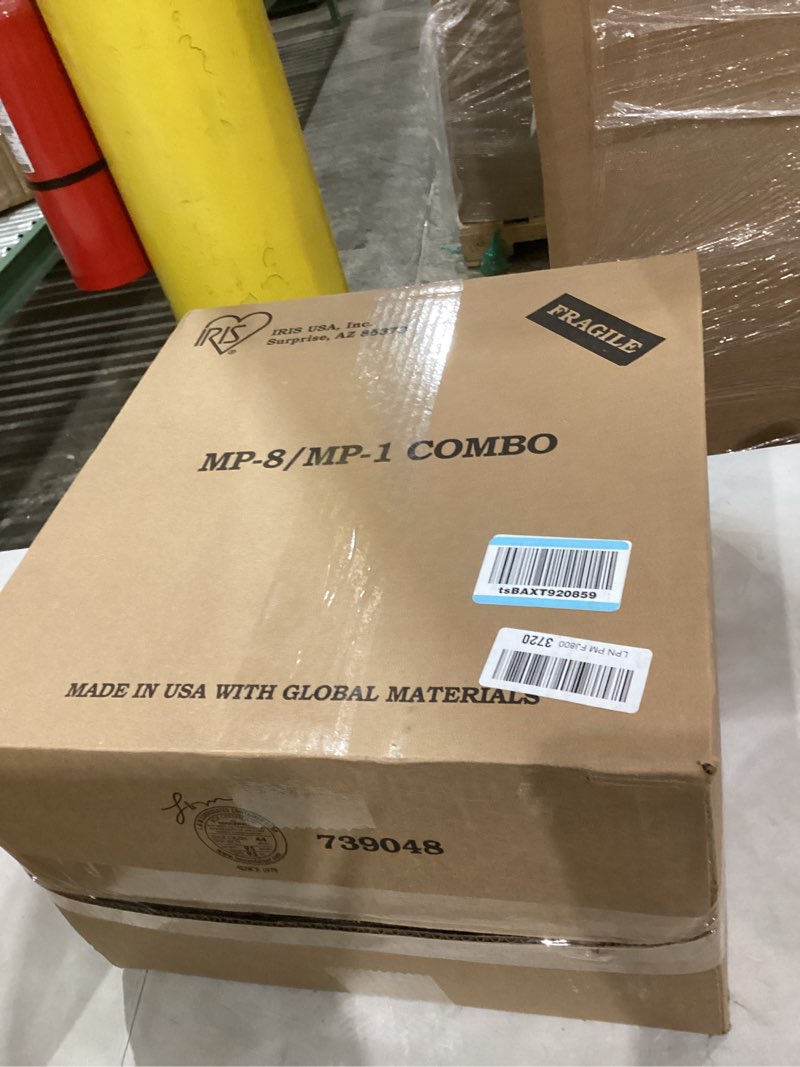 IRIS
®
IRIS USA, Inc.
Surprise, AZ 85379
FRAGILE
MP-8/MP-1 COMBO
tsBAXT920859
LPN PM FJ800 3720
MADE IN USA WITH GLOBAL MATERIALS
739048